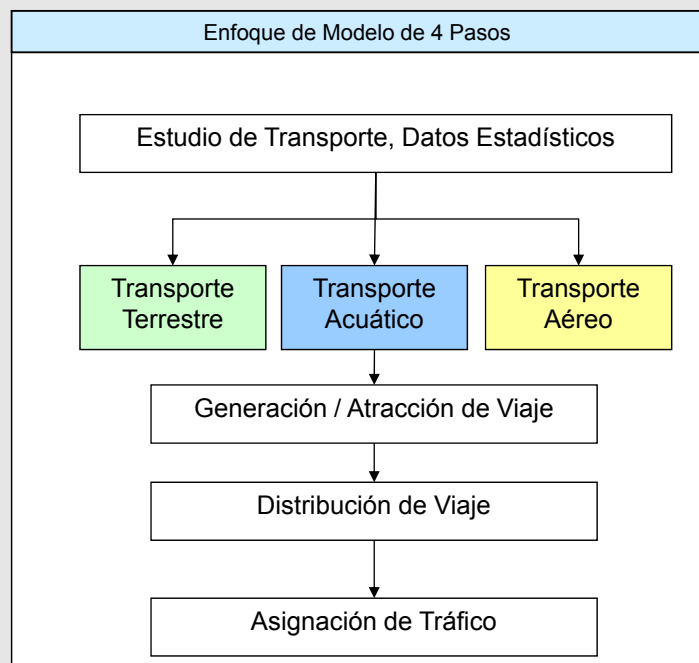 Enfoque de Modelo de 4 Pasos
Estudio de Transporte, Datos Estadísticos
Transporte
Terrestre
Transporte
Acuático
Transporte
Aéreo
Generación / Atracción de Viaje
Distribución de Viaje
Asignación de Tráfico